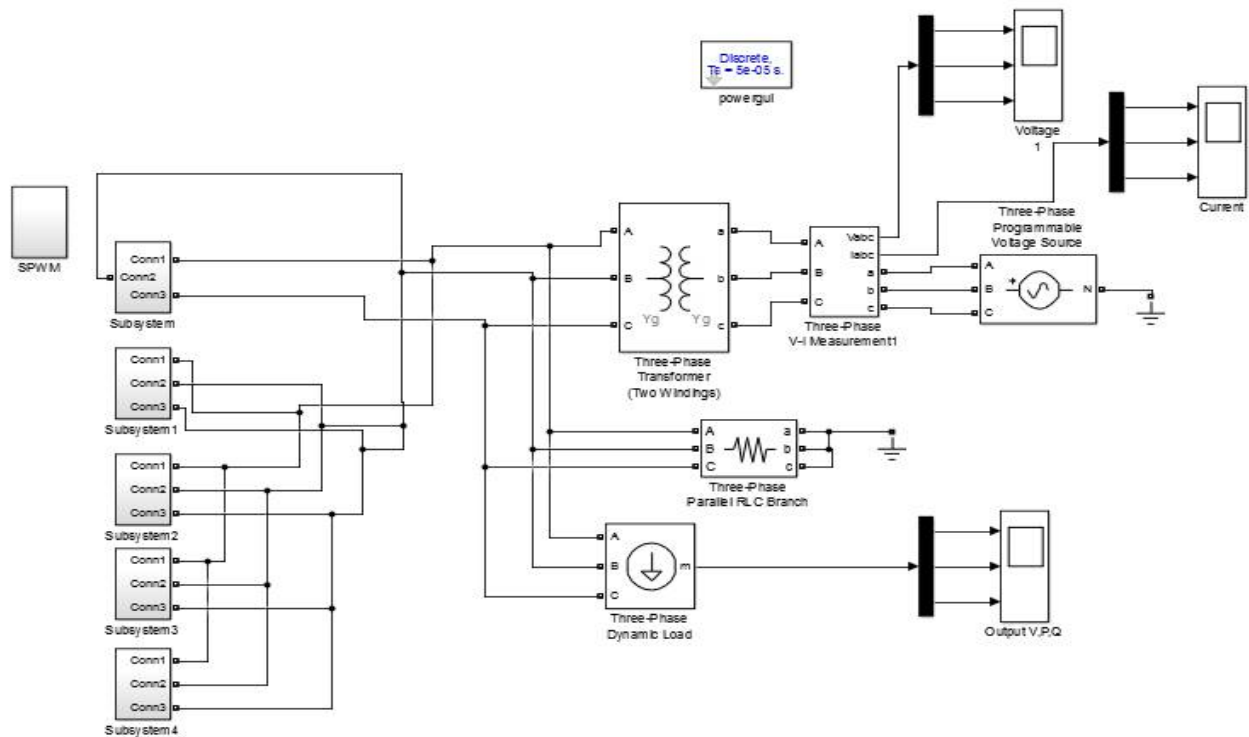 Discrete,
Ts = 5e-05 s.
powergui
Voltage
1
Current
SPWM
Conn1
Conn2
Conn3
Subsystem
A
B
C
a
b
c
Yg
Yg
Three-Phase
Transformer
(Two Windings)
A
B
C
Vabc
Iabc
a
b
c
Three-Phase
V-I Measurement1
Three-Phase
Programmable
Voltage Source
A
B
C
+
N
Conn1
Conn2
Conn3
Subsystem1
Conn1
Conn2
Conn3
Subsystem2
A
B
C
a
b
c
Three-Phase
Parallel RLC Branch
Conn1
Conn2
Conn3
Subsystem3
A
B
C
m
Three-Phase
Dynamic Load
Output V,P,Q
Conn1
Conn2
Conn3
Subsystem4